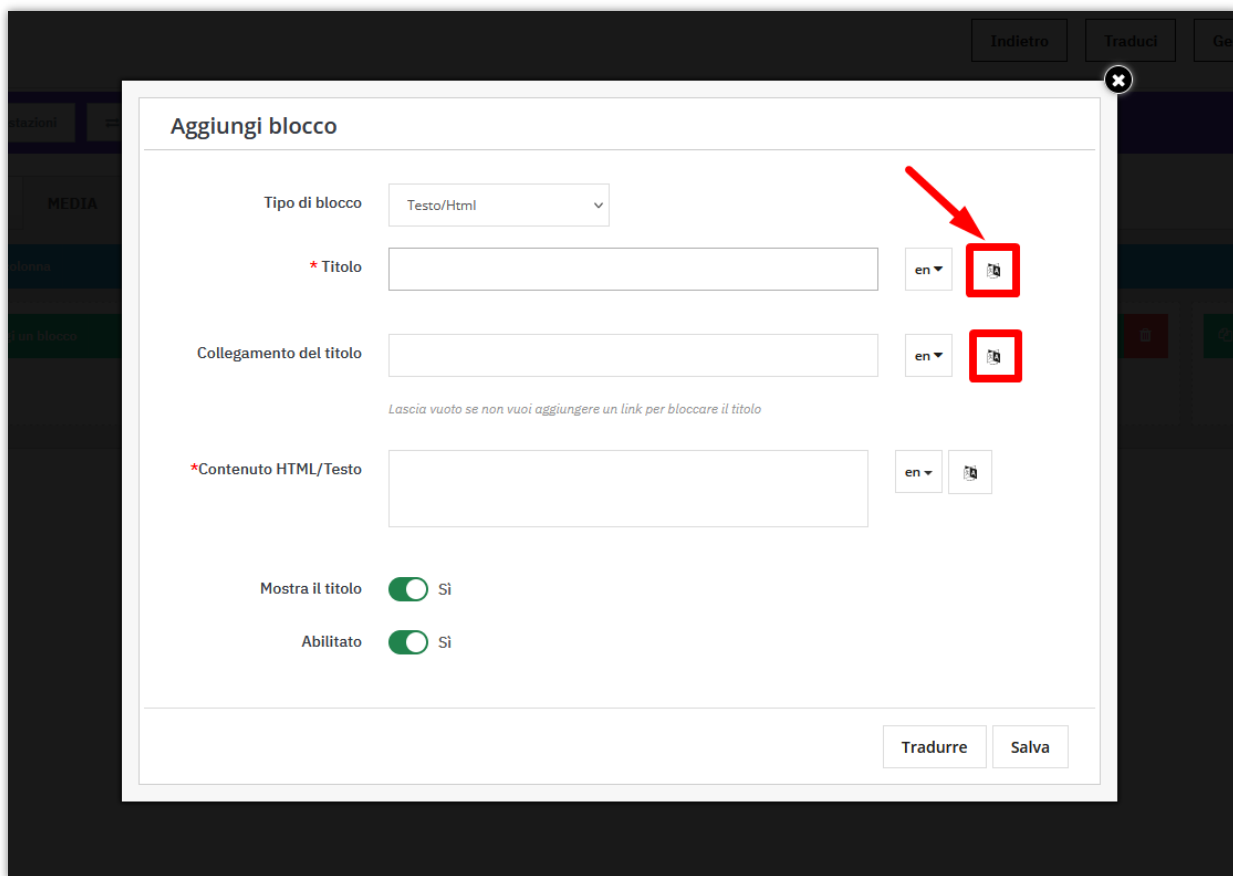 Indietro Traduci Ge
stazioni
Aggiungi blocco
MEDIA
Tipo di blocco Testo/Html
olonna
* Titolo en
gi un blocco
Collegamento del titolo en
Lascia vuoto se non vuoi aggiungere un link per bloccare il titolo
*Contenuto HTML/Testo en
Mostra il titolo Sì
Abilitato Sì
Tradurre Salva